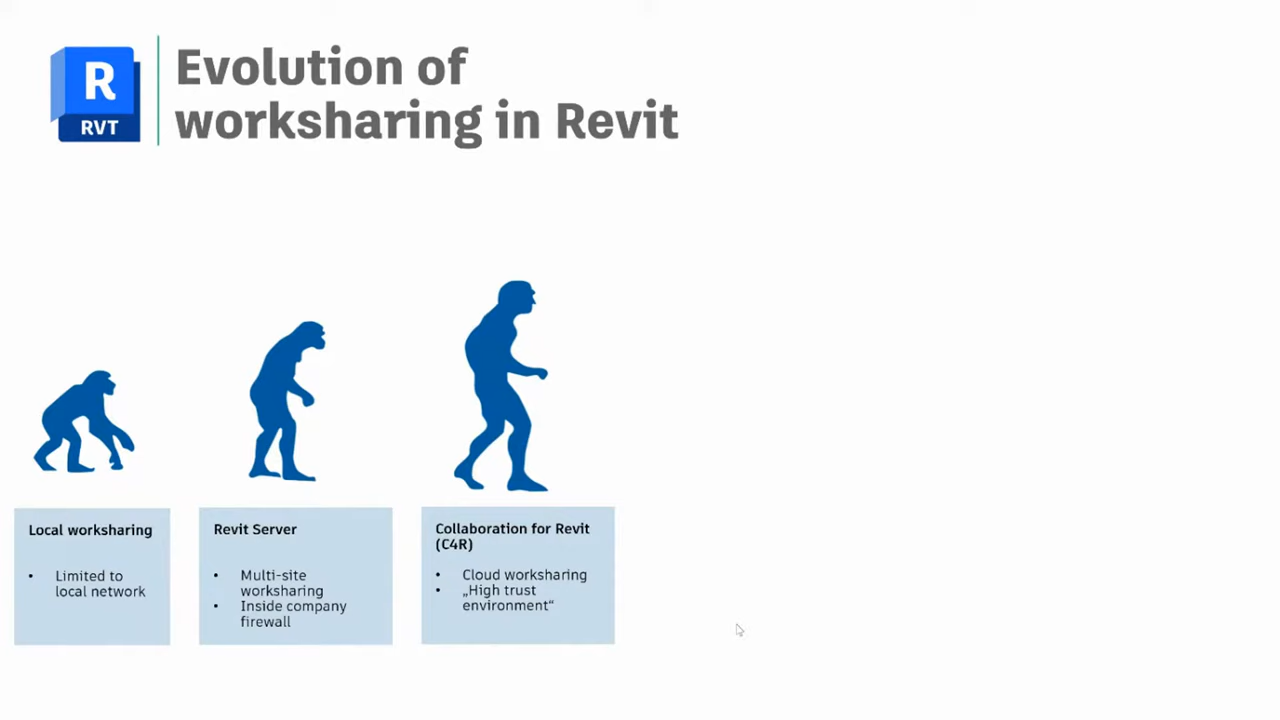 R
RVT
Evolution of
worksharing in Revit
Local worksharing
• Limited to
local network
Revit Server
• Multi-site
worksharing
• Inside company
firewall
Collaboration for Revit
(C4R)
• Cloud worksharing
• „High trust
environment“